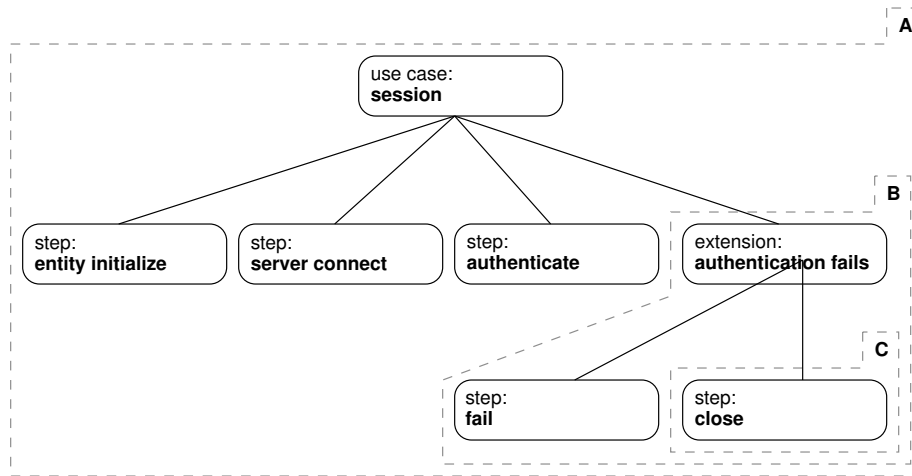 A
use case:
session
B
step:
entity initialize
step:
server connect
step:
authenticate
extension:
authentication fails
C
step:
fail
step:
close